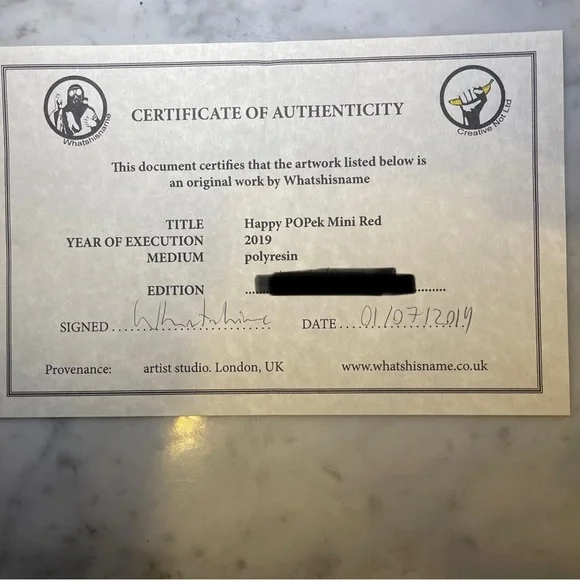 Whatshisname
Creative Not Ltd
CERTIFICATE OF AUTHENTICITY
This document certifies that the artwork listed below is
an original work by Whatshisname
TITLE Happy POPek Mini Red
YEAR OF EXECUTION 2019
MEDIUM polyresin
EDITION
SIGNED DATE 01/07/2019
Provenance: artist studio. London, UK www.whatshisname.co.uk